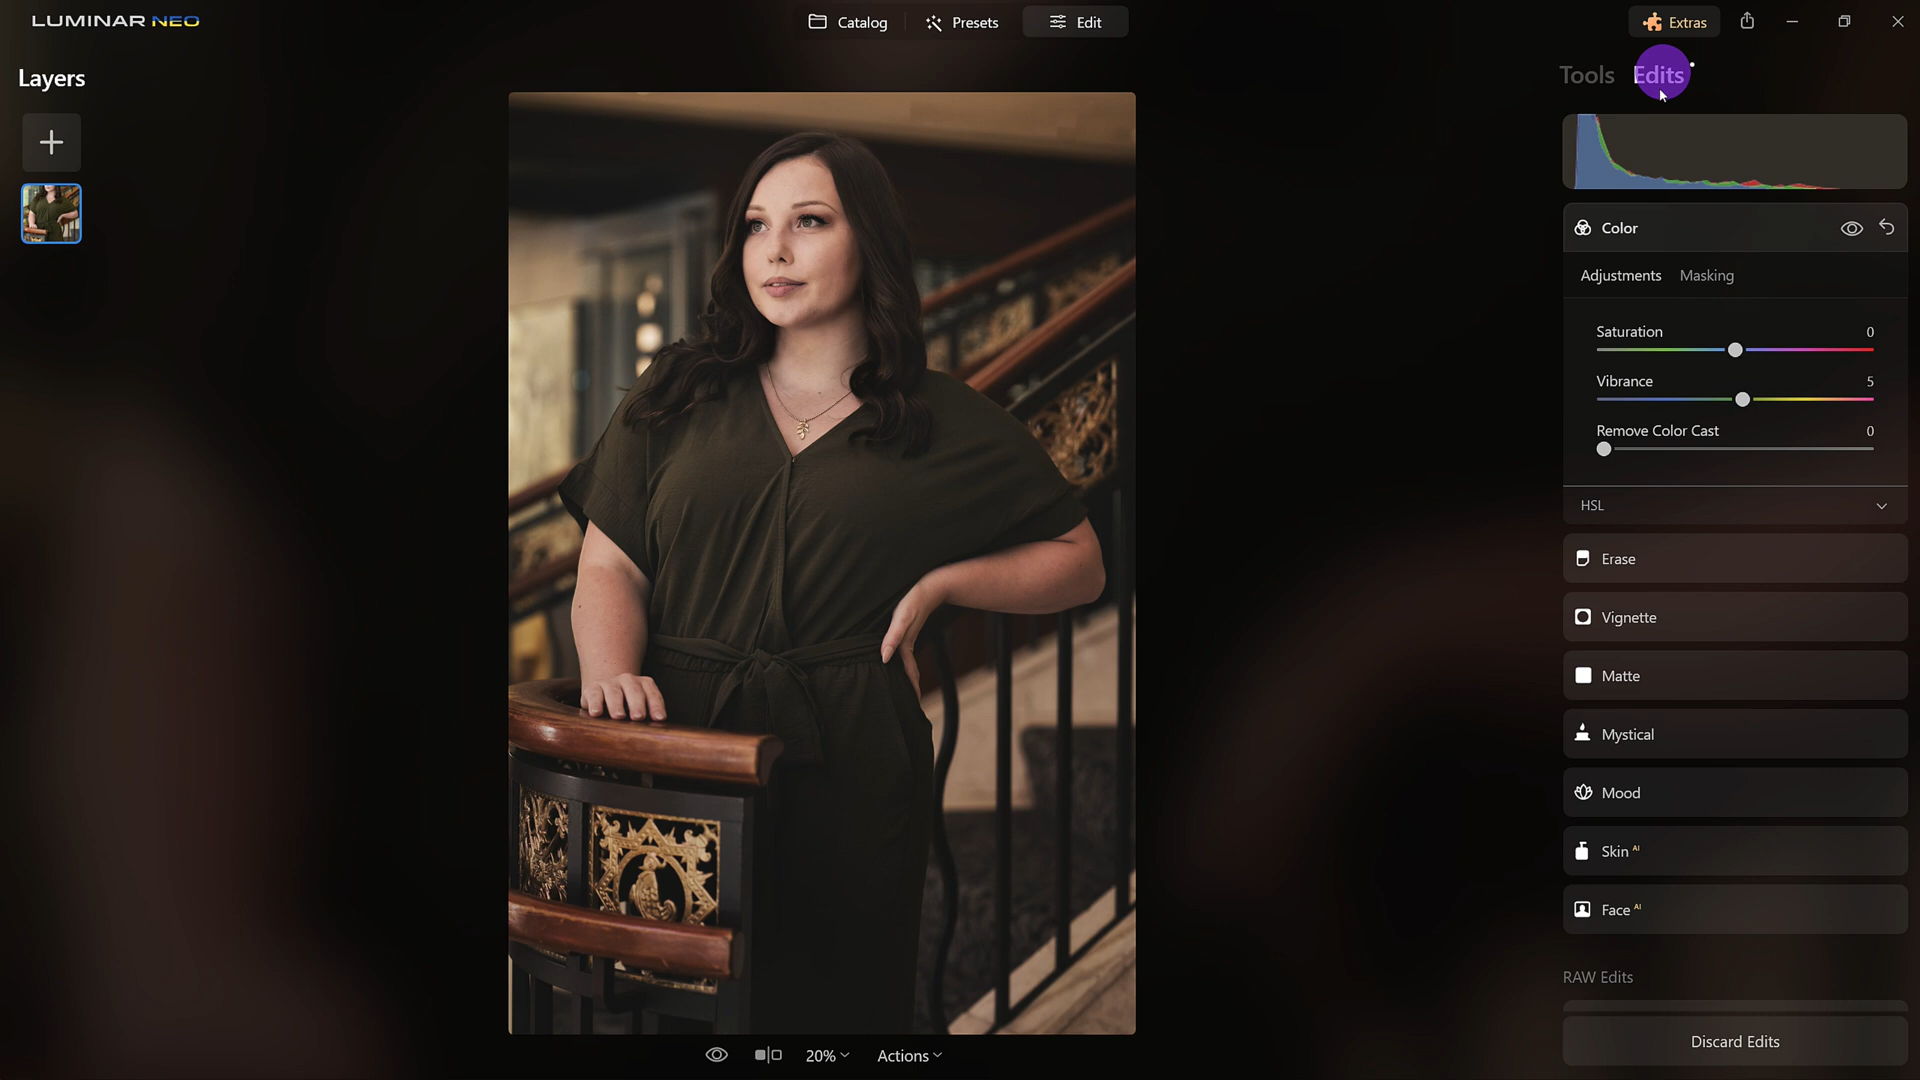 LUMINAR NEO
Catalog
Presets
Edit
Extras
Layers
Tools
Edits
Color
Adjustments
Masking
Saturation 0
Vibrance 5
Remove Color Cast 0
HSL
Erase
Vignette
Matte
Mystical
Mood
Skin AI
Face AI
RAW Edits
Discard Edits
20%
Actions